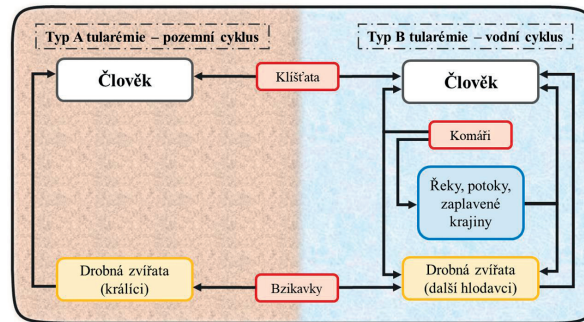 Typ A tularémie – pozemní cyklus
Typ B tularémie – vodní cyklus
Člověk
Klíšťata
Člověk
Komáři
Řeky, potoky,
zaplavené
krajiny
Drobná zvířata
(králíci)
Bzikavky
Drobná zvířata
(další hlodavci)